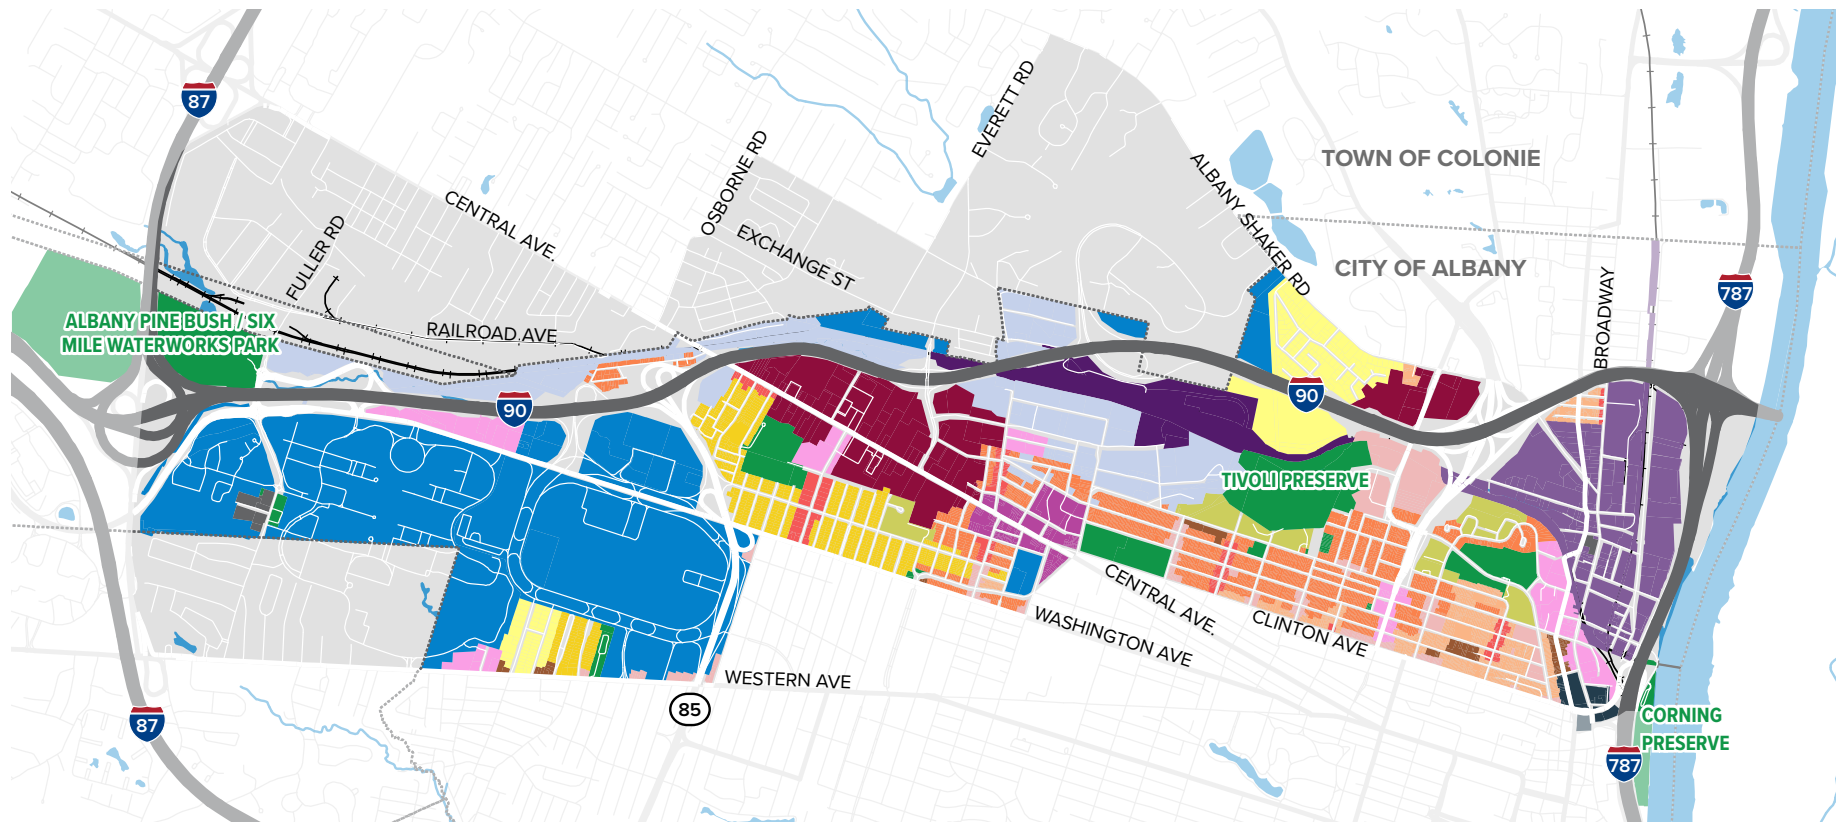 87
EVERETT RD
OSBORNE RD
ALBANY SHAKER RD
TOWN OF COLONIE
CENTRAL AVE.
FULLER RD
EXCHANGE ST
CITY OF ALBANY
BROADWAY
787
ALBANY PINE BUSH / SIX
MILE WATERWORKS PARK
RAILROAD AVE
90
90
TIVOLI PRESERVE
CENTRAL AVE.
WASHINGTON AVE
CLINTON AVE
WESTERN AVE
85
87
CORNING
PRESERVE
787